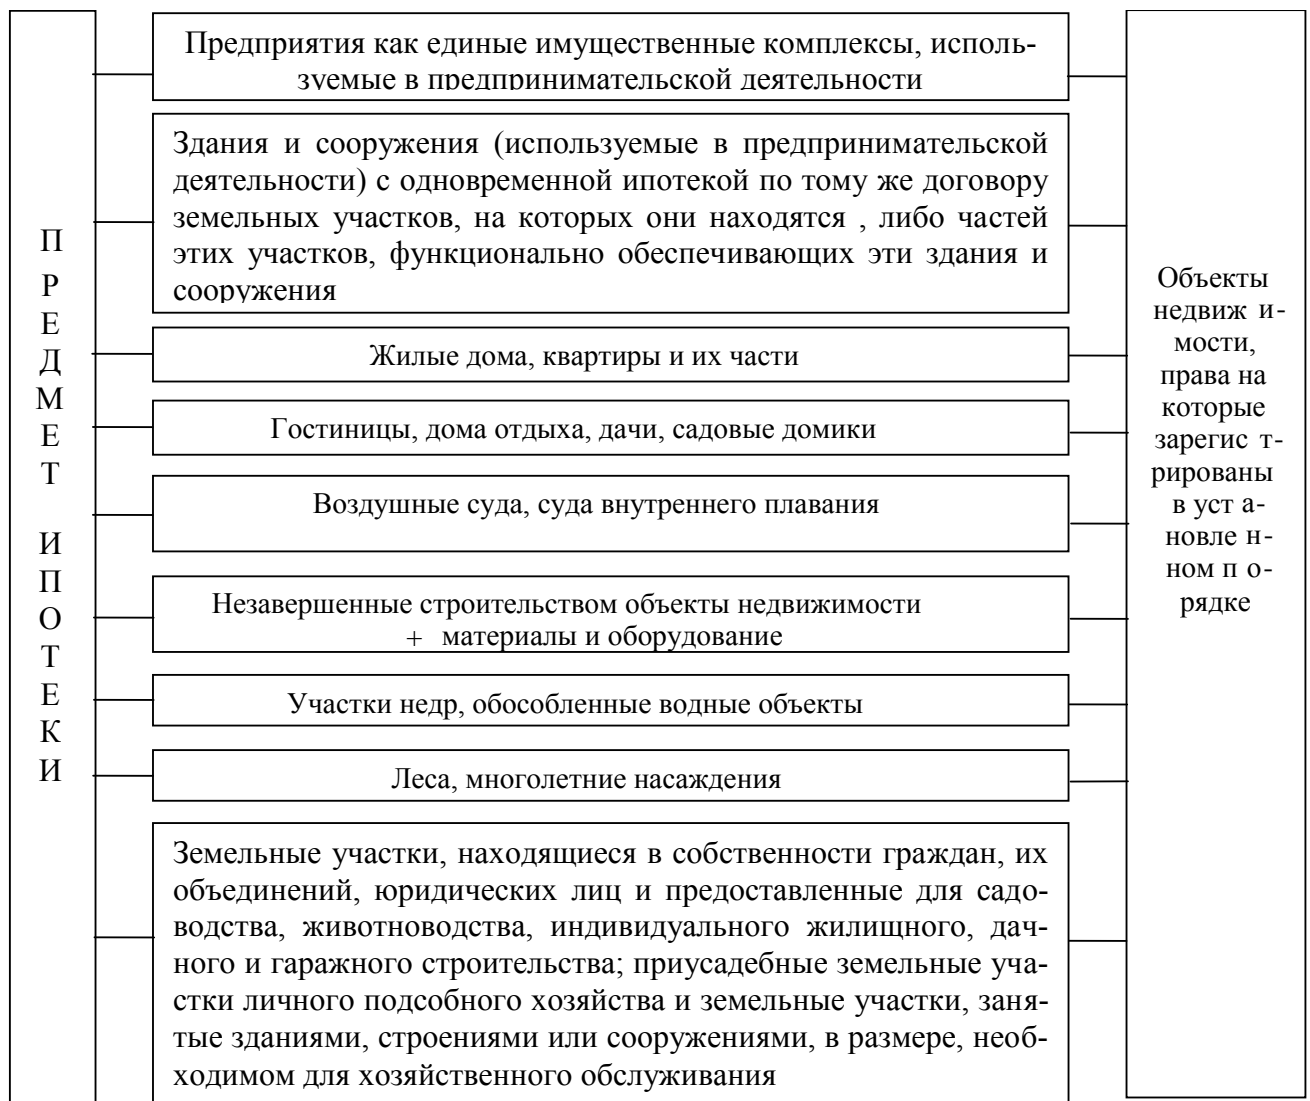 П
Р
Е
Д
М
Е
Т
И
П
О
Т
Е
К
И
Предприятия как единые имущественные комплексы, исполь-
зуемые в предпринимательской деятельности
Здания и сооружения (используемые в предпринимательской
деятельности) с одновременной ипотекой по тому же договору
земельных участков, на которых они находятся , либо частей
этих участков, функционально обеспечивающих эти здания и
сооружения
Жилые дома, квартиры и их части
Гостиницы, дома отдыха, дачи, садовые домики
Воздушные суда, суда внутреннего плавания
Незавершенные строительством объекты недвижимости
+ материалы и оборудование
Участки недр, обособленные водные объекты
Леса, многолетние насаждения
Земельные участки, находящиеся в собственности граждан, их
объединений, юридических лиц и предоставленные для садо-
водства, животноводства, индивидуального жилищного, дач-
ного и гаражного строительства; приусадебные земельные уча-
стки личного подсобного хозяйства и земельные участки, заня-
тые зданиями, строениями или сооружениями, в размере, необ-
ходимом для хозяйственного обслуживания
Объекты
недвиж и-
мости,
права на
которые
зарегис т-
рированы
в уст а-
новле н-
ном п о-
рядке